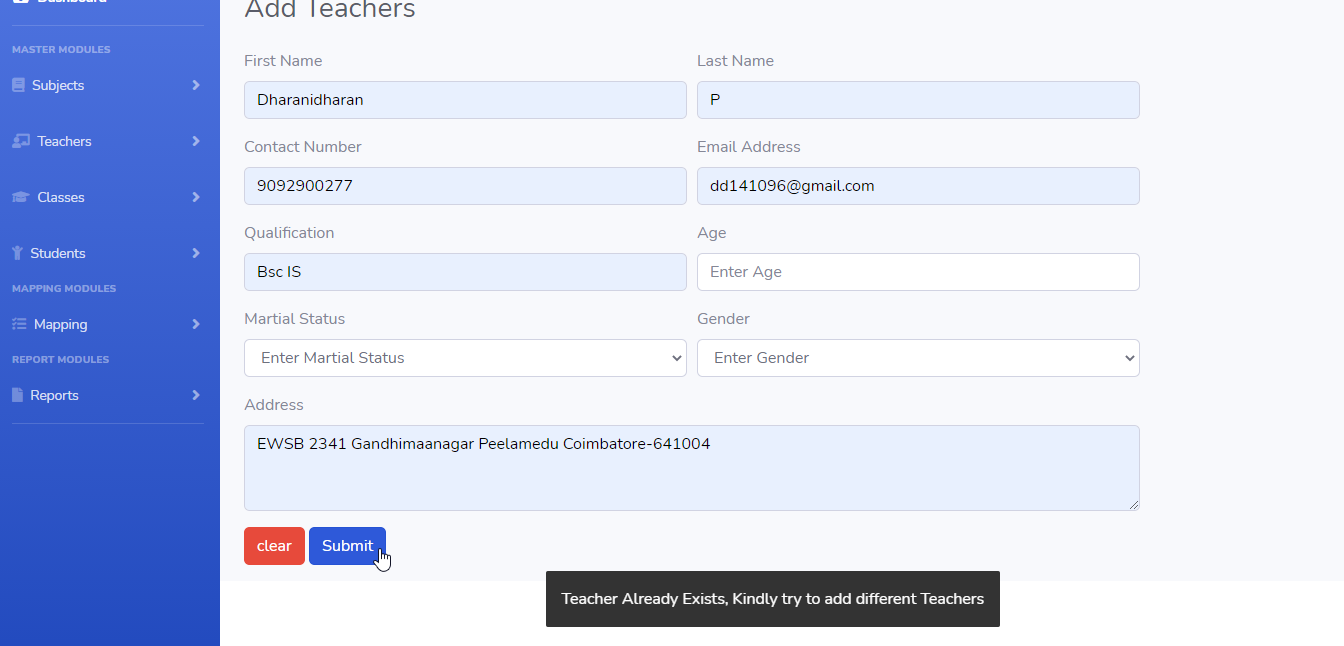 Dashboard
Add Teachers
MASTER MODULES
Subjects
Teachers
Classes
Students
MAPPING MODULES
Mapping
REPORT MODULES
Reports
First Name
Last Name
Dharanidharan
P
Contact Number
Email Address
9092900277
dd141096@gmail.com
Qualification
Age
Bsc IS
Enter Age
Martial Status
Gender
Enter Martial Status
Enter Gender
Address
EWSB 2341 Gandhimaanagar Peelamedu Coimbatore-641004
clear
Submit
Teacher Already Exists, Kindly try to add different Teachers